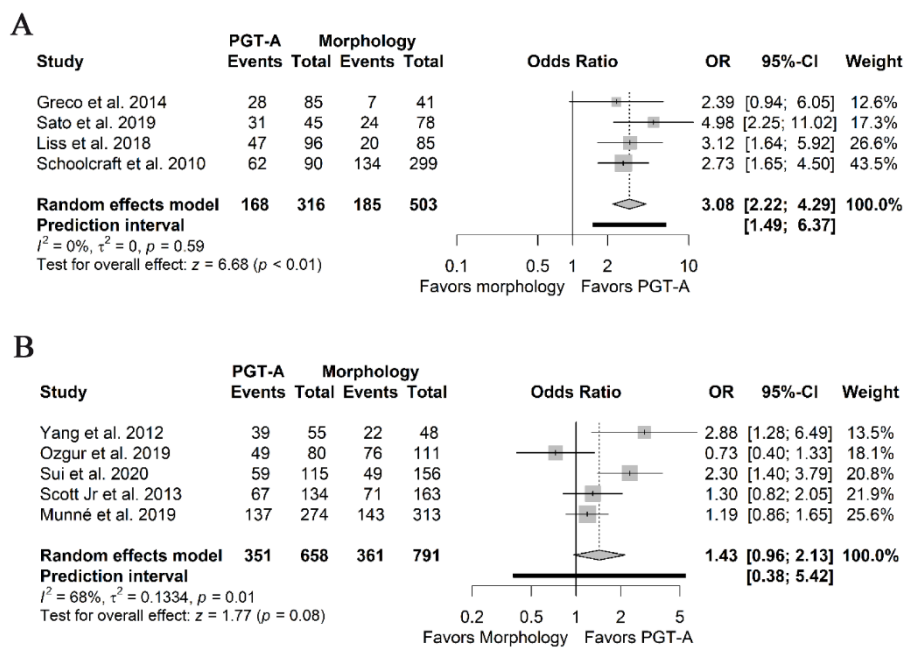 A
PGT-A Morphology
Study Events Total Events Total Odds Ratio OR 95%-CI Weight
Greco et al. 2014 28 85 7 41 2.39 [0.94; 6.05] 12.6%
Sato et al. 2019 31 45 24 78 4.98 [2.25; 11.02] 17.3%
Liss et al. 2018 47 96 20 85 3.12 [1.64; 5.92] 26.6%
Schoolcraft et al. 2010 62 90 134 299 2.73 [1.65; 4.50] 43.5%
Random effects model 168 316 185 503 3.08 [2.22; 4.29] 100.0%
Prediction interval [1.49; 6.37]
I² = 0%, τ² = 0, p = 0.59
Test for overall effect: z = 6.68 (p < 0.01)
0.1 0.5 1 2 10
Favors morphology Favors PGT-A
B
PGT-A Morphology
Study Events Total Events Total Odds Ratio OR 95%-CI Weight
Yang et al. 2012 39 55 22 48 2.88 [1.28; 6.49] 13.5%
Ozgur et al. 2019 49 80 76 111 0.73 [0.40; 1.33] 18.1%
Sui et al. 2020 59 115 49 156 2.30 [1.40; 3.79] 20.8%
Scott Jr et al. 2013 67 134 71 163 1.30 [0.82; 2.05] 21.9%
Munné et al. 2019 137 274 143 313 1.19 [0.86; 1.65] 25.6%
Random effects model 351 658 361 791 1.43 [0.96; 2.13] 100.0%
Prediction interval [0.38; 5.42]
I² = 68%, τ² = 0.1334, p = 0.01
Test for overall effect: z = 1.77 (p = 0.08)
0.2 0.5 1 2 5
Favors Morphology Favors PGT-A